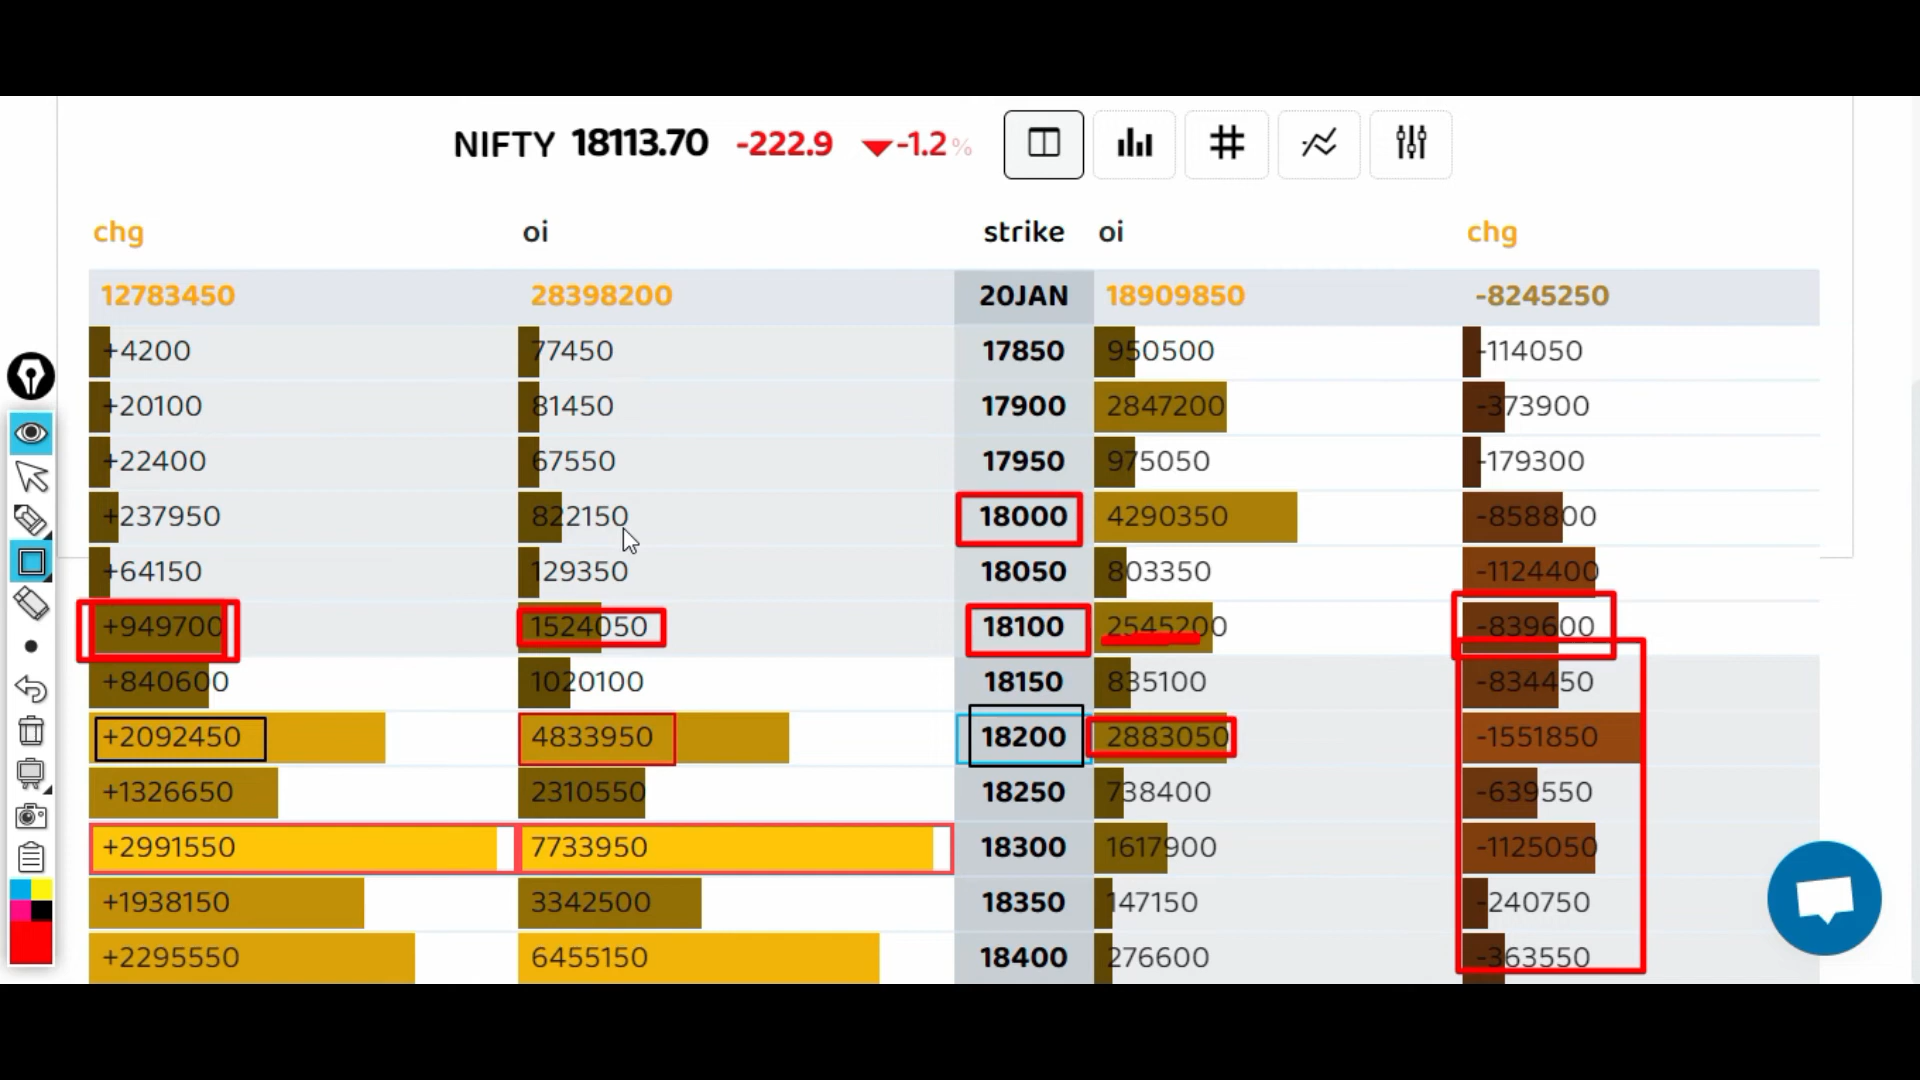 NIFTY 18113.70 -222.9 -1.2 %
chg oi strike oi chg
12783450 28398200 20JAN 18909850 -8245250
+4200 77450 17850 950500 -114050
+20100 81450 17900 2847200 -373900
+22400 67550 17950 975050 -179300
+237950 822150 18000 4290350 -858800
+64150 129350 18050 803350 -1124400
+949700 1524050 18100 2545200 -839600
+840600 1020100 18150 835100 -834450
+2092450 4833950 18200 2883050 -1551850
+1326650 2310550 18250 738400 -639550
+2991550 7733950 18300 1617900 -1125050
+1938150 3342500 18350 147150 -240750
+2295550 6455150 18400 276600 -363550